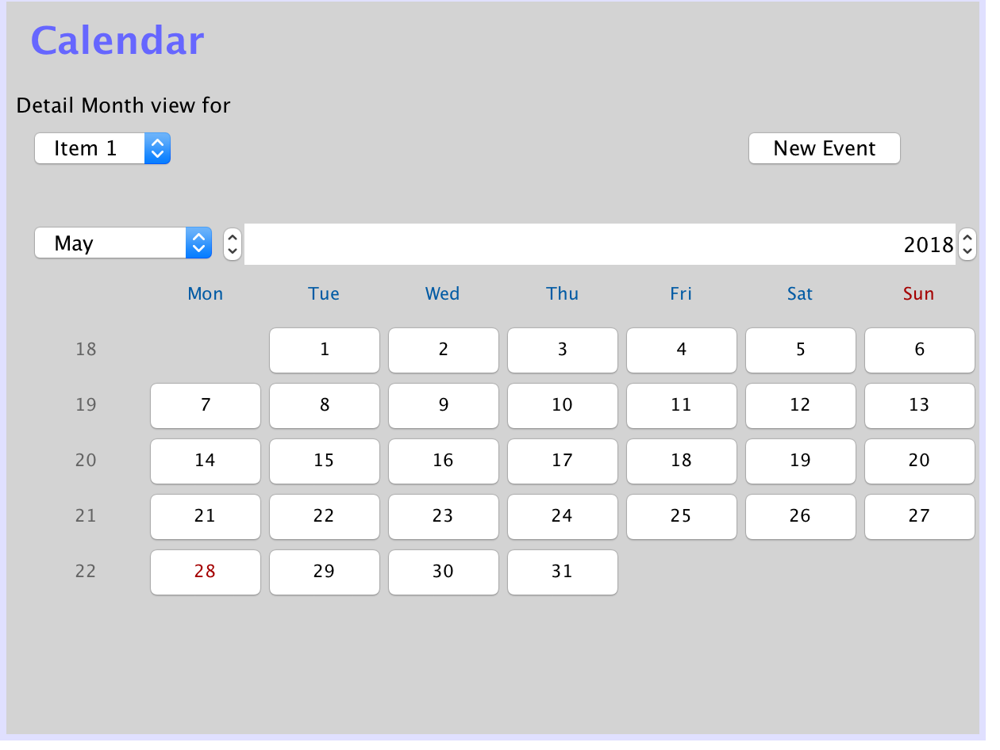 Calendar
Detail Month view for
Item 1 New Event
May 2018
Mon Tue Wed Thu Fri Sat Sun
18 1 2 3 4 5 6
19 7 8 9 10 11 12 13
20 14 15 16 17 18 19 20
21 21 22 23 24 25 26 27
22 28 29 30 31